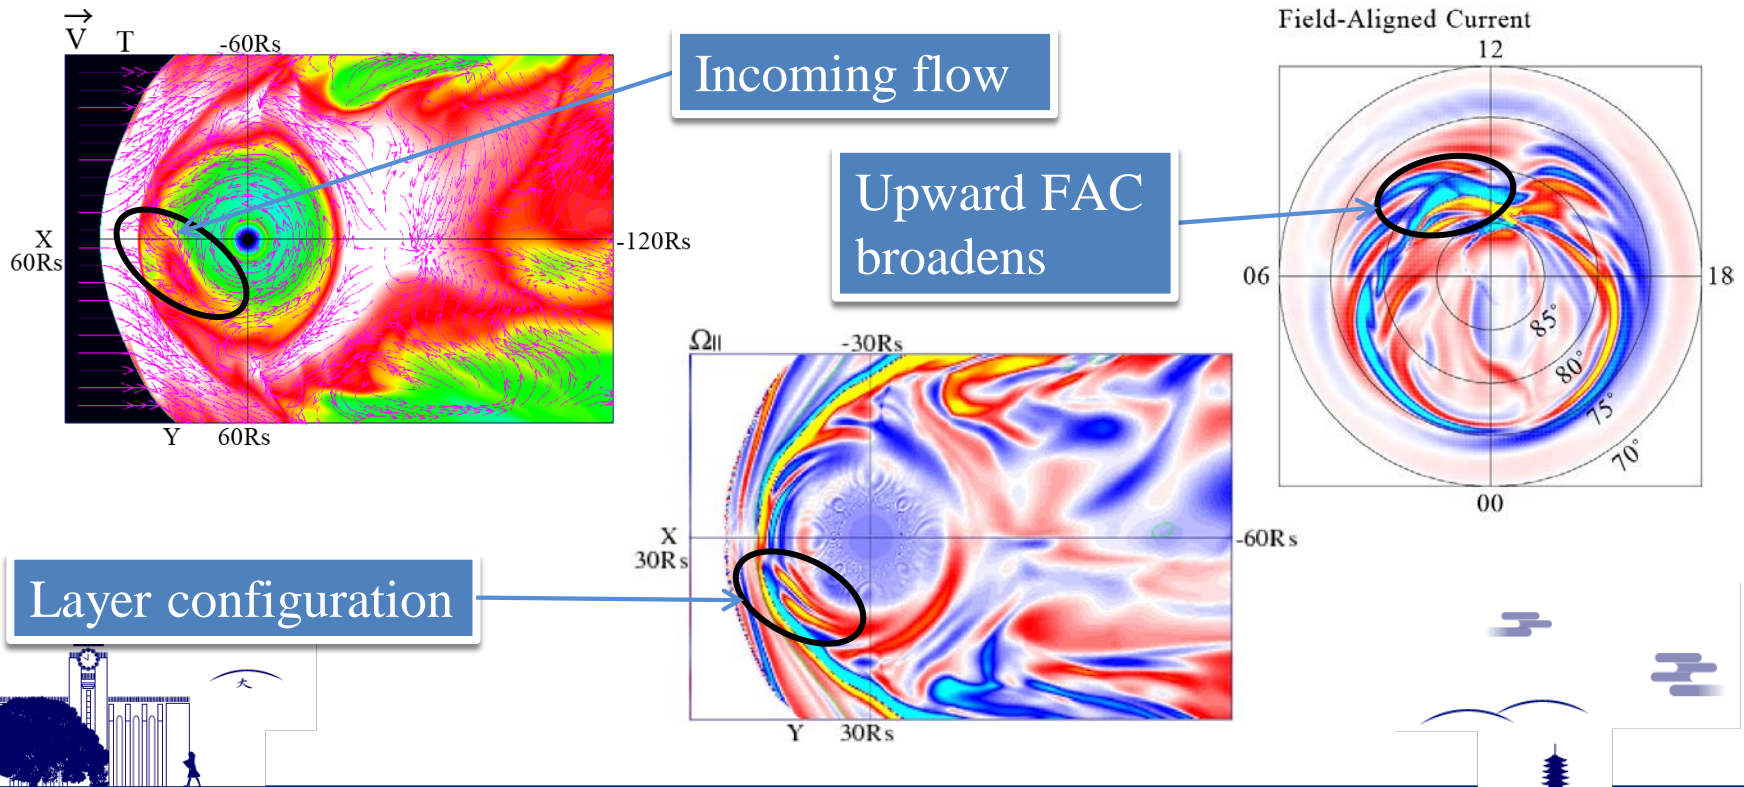 V
T
-60Rs
X
60Rs
-120Rs
Y
60Rs
Incoming flow
Upward FAC
broadens
Field-Aligned Current
12
06
18
85°
80°
75°
70°
00
Ω||
-30Rs
X
30Rs
-60Rs
Y
30Rs
Layer configuration
大